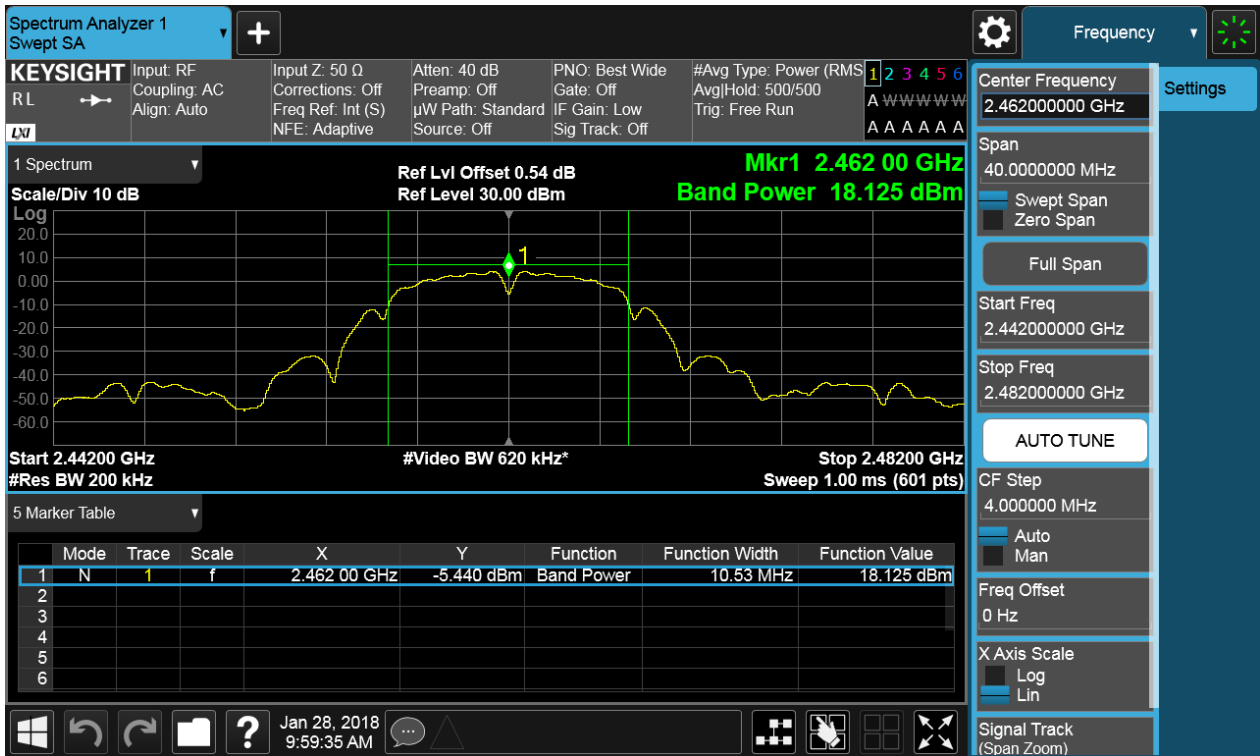 Spectrum Analyzer 1
Swept SA
+
Frequency
KEYSIGHT
R L
LXI
Input: RF
Coupling: AC
Align: Auto
Input Z: 50 Ω
Corrections: Off
Freq Ref: Int (S)
NFE: Adaptive
Atten: 40 dB
Preamp: Off
µW Path: Standard
Source: Off
PNO: Best Wide
Gate: Off
IF Gain: Low
Sig Track: Off
#Avg Type: Power (RMS
Avg|Hold: 500/500
Trig: Free Run
1 2 3 4 5 6
A W W W W W
A A A A A A
1 Spectrum
Scale/Div 10 dB
Ref Lvl Offset 0.54 dB
Ref Level 30.00 dBm
Mkr1 2.462 00 GHz
Band Power 18.125 dBm
Log
20.0
10.0
0.00
-10.0
-20.0
-30.0
-40.0
-50.0
-60.0
1
Start 2.44200 GHz
#Res BW 200 kHz
#Video BW 620 kHz*
Stop 2.48200 GHz
Sweep 1.00 ms (601 pts)
5 Marker Table
Mode Trace Scale X Y Function Function Width Function Value
1 N 1 f 2.462 00 GHz -5.440 dBm Band Power 10.53 MHz 18.125 dBm
2
3
4
5
6
?
Jan 28, 2018
9:59:35 AM
Center Frequency
2.462000000 GHz
Span
40.0000000 MHz
Swept Span
Zero Span
Full Span
Start Freq
2.442000000 GHz
Stop Freq
2.482000000 GHz
AUTO TUNE
CF Step
4.000000 MHz
Auto
Man
Freq Offset
0 Hz
X Axis Scale
Log
Lin
Signal Track
(Span Zoom)
Settings